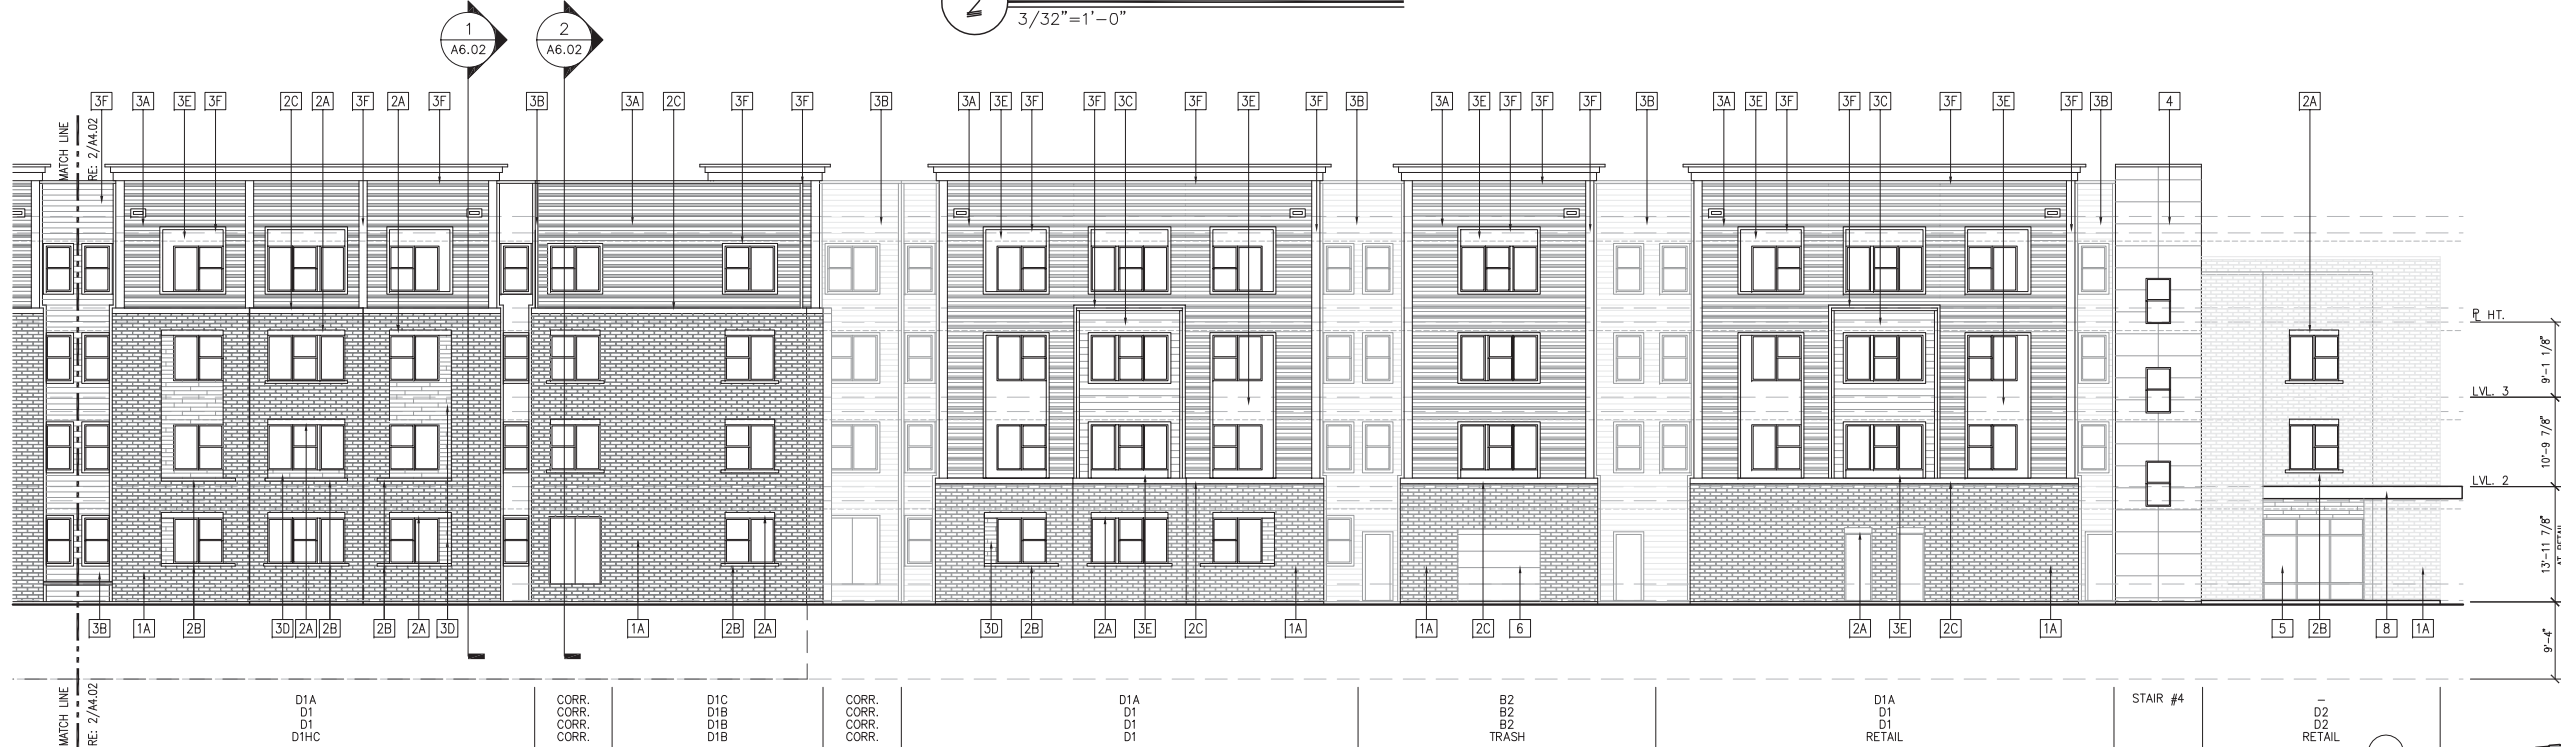 2
3/32"=1'-0"
1
A6.02
2
A6.02
3F 3A 3E 3F 2C 2A 3F 2A 3F 3B 3A 2C 3F 3F 3B 3A 3E 3F 3F 3C 3F 3E 3F 3B 3A 3E 3F 3F 3F 3B 3A 3E 3F 3F 3C 3F 3E 3F 3B 4 2A
MATCH LINE
RE: 2/A4.02
PL HT.
9'-1 1/8"
LVL. 3
10'-9 7/8"
LVL. 2
13'-11 7/8"
AT RETAIL
9'-4"
3B 1A 2B 3D 2A 2B 2B 2A 3D 1A 2B 2A 3D 2B 2A 3E 2C 1A 1A 2C 6 2A 3E 2C 1A 5 2B 8 1A
MATCH LINE
RE: 2/A4.02
D1A CORR. D1C CORR. D1A B2 D1A STAIR #4 -
D1 CORR. D1B CORR. D1 B2 D1 D2
D1 CORR. D1B CORR. D1 B2 D1 D2
D1HC CORR. D1B CORR. D1 TRASH RETAIL RETAIL